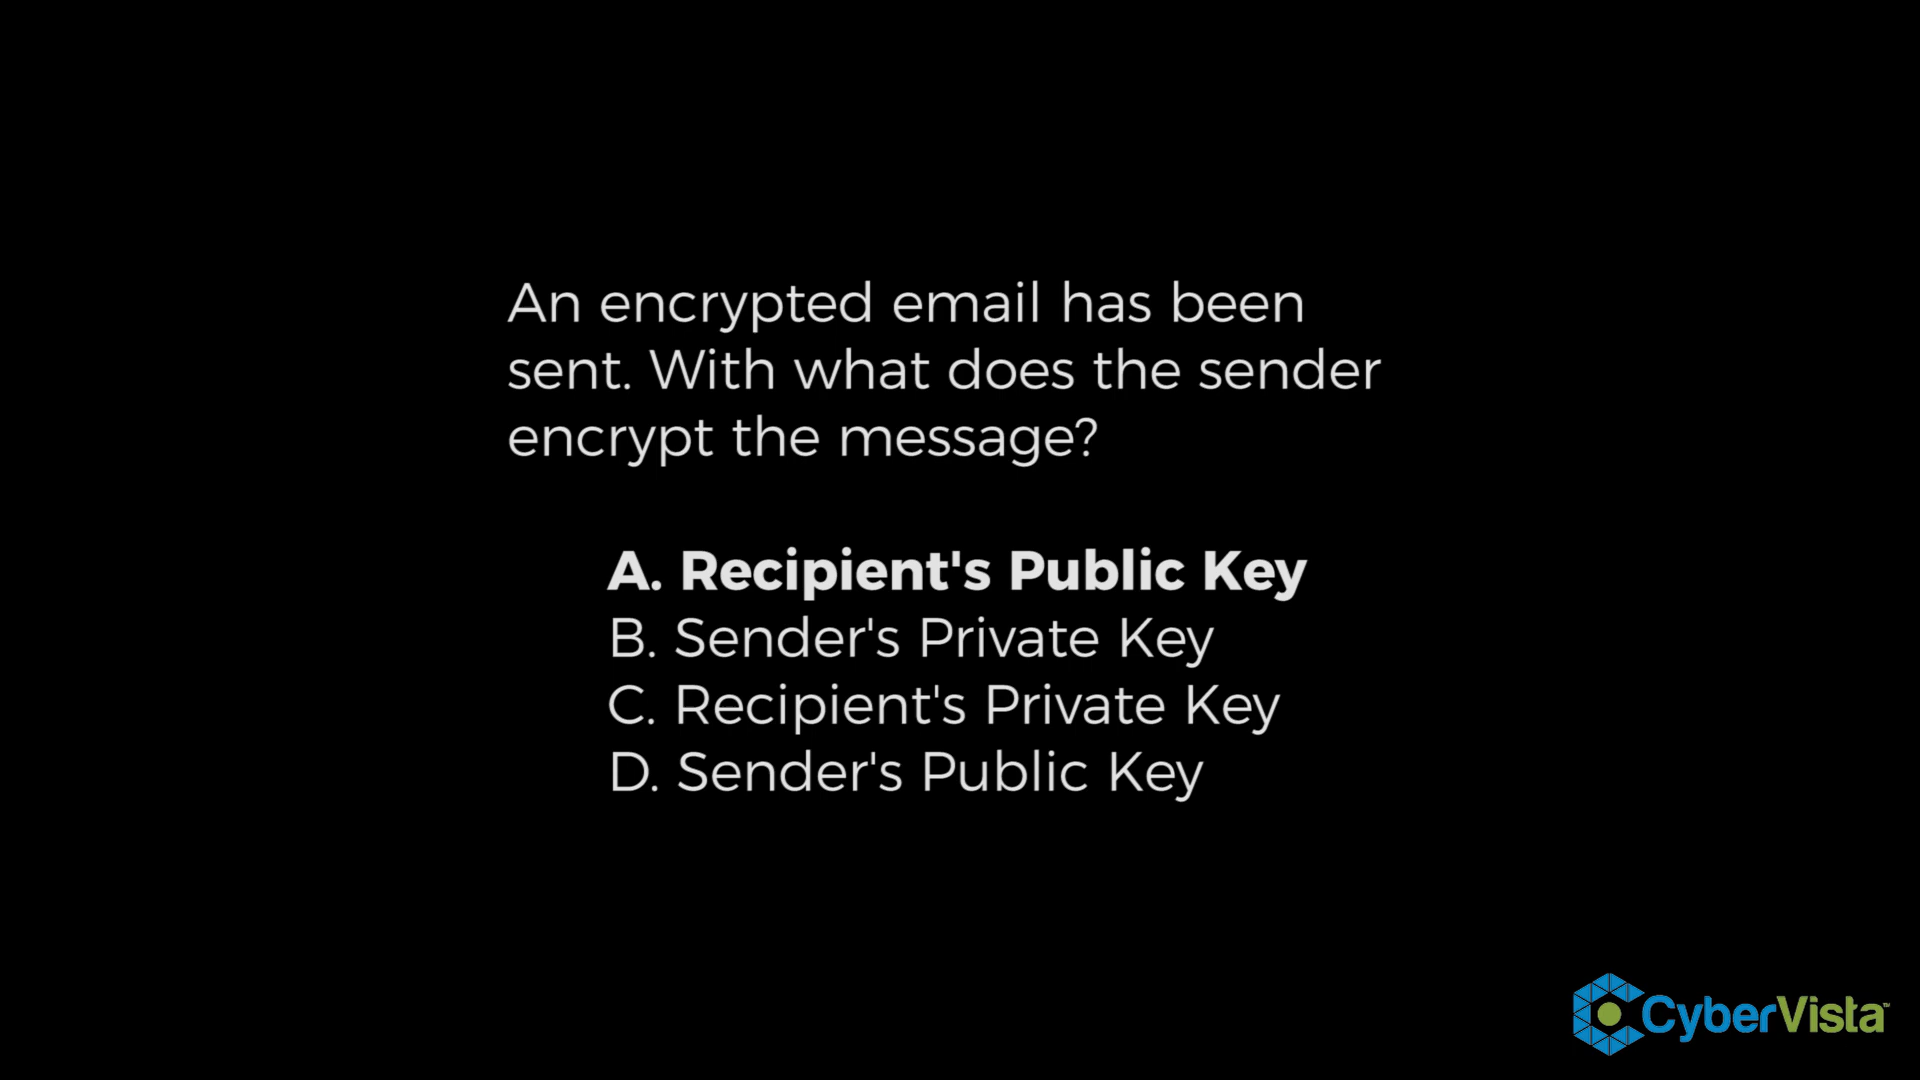 An encrypted email has been
sent. With what does the sender
encrypt the message?
A. Recipient's Public Key
B. Sender's Private Key
C. Recipient's Private Key
D. Sender's Public Key
CyberVista™